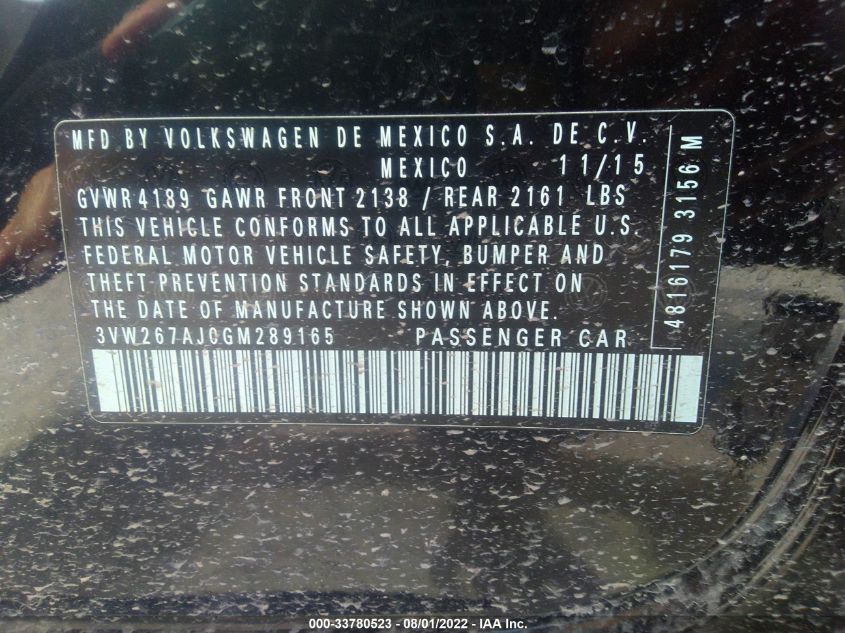 MFD BY VOLKSWAGEN DE MEXICO S.A. DE C.V.
MEXICO 11/15
GVWR 4189 GAWR FRONT 2138 / REAR 2161 LBS
THIS VEHICLE CONFORMS TO ALL APPLICABLE U.S.
FEDERAL MOTOR VEHICLE SAFETY, BUMPER AND
THEFT-PREVENTION STANDARDS IN EFFECT ON
THE DATE OF MANUFACTURE SHOWN ABOVE.
3VW267AJCGM289165 PASSENGER CAR
4816179 3156 M
000-33780523 - 08/01/2022 - IAA Inc.